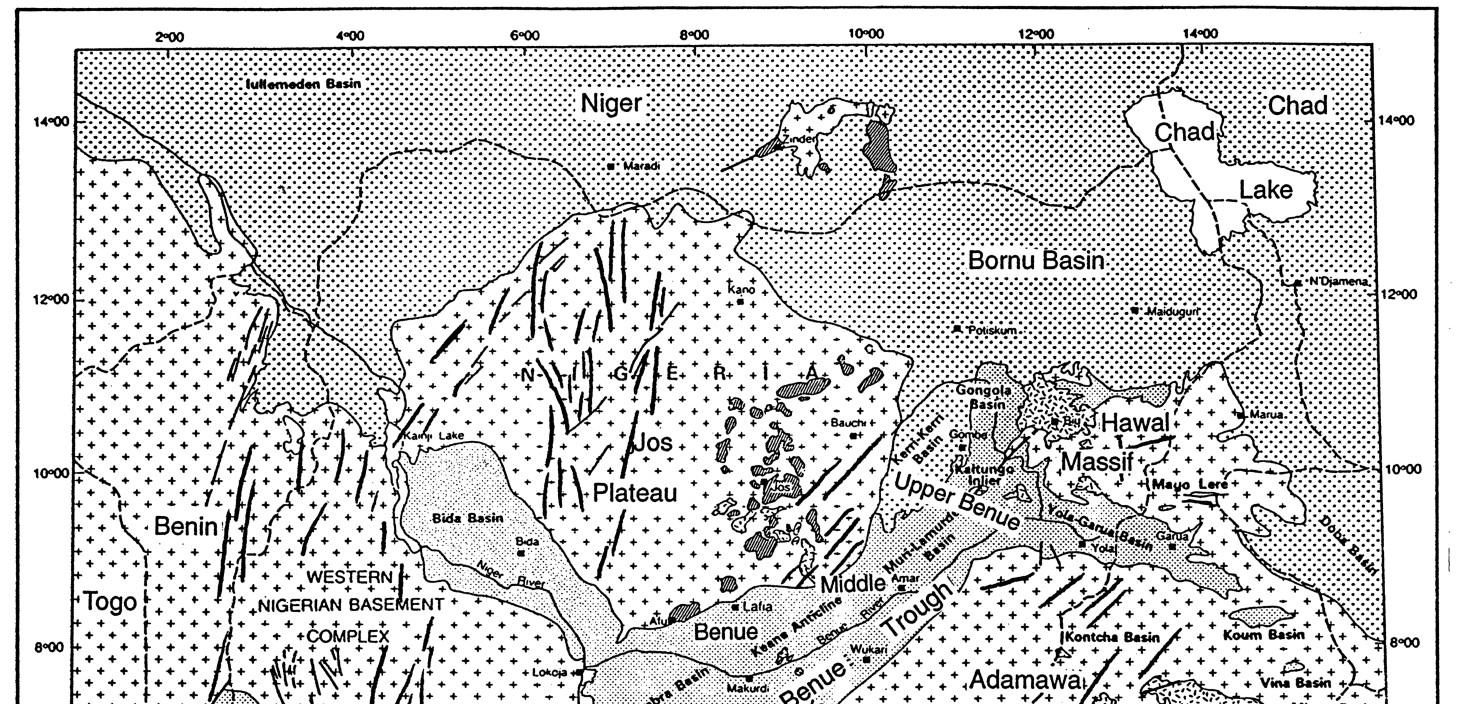 2°00 4°00 6°00 8°00 10°00 12°00 14°00
Iullemeden Basin
Niger
Chad
14°00
14°00
Zinder
Chad
Maradi
Lake
Bornu Basin
N'Djamena
12°00
12°00
Kano
Maiduguri
Potiskum
N I G E R I A
Gongola
Basin
Biu
Hawal
Marua
Bauchi
Kainji Lake
Jos
Kerri-Kerri
Basin
Gombe
Massif
10°00
10°00
Kaltungo
Inlier
Mayo Lere
Plateau
Jos
Upper Benue
Benin
Bida Basin
Yola-Garua Basin
Garua
Yola
Doba Basin
Bida
Muri-Lamurde
Basin
Niger River
WESTERN
Middle
Amar
Togo
NIGERIAN BASEMENT
Lafia
Afu
Benue
Keana Anticline
Benue River
Trough
COMPLEX
Kontcha Basin
Koum Basin
8°00
8°00
Wukari
Lokoja
Makurdi
Benue
Adamawa
Vina Basin